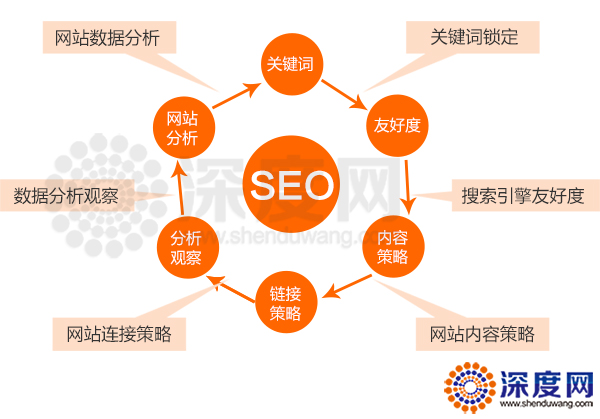 网站数据分析
关键词锁定
关键词
网站
分析
友好度
深度网
SEO
数据分析观察
搜索引擎友好度
www.shenduwang.com
分析
观察
内容
策略
链接
策略
网站连接策略
网站内容策略
深度网
www.shenduwang.com